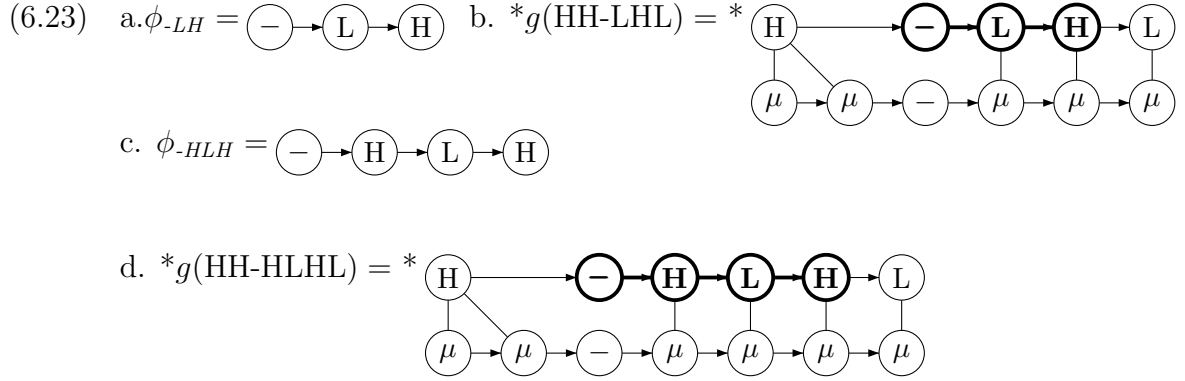 (6.23) a.ϕ-LH = − L H b. *g(HH-LHL) = * H − L H L
μ μ − μ μ μ
c. ϕ-HLH = − H L H
d. *g(HH-HLHL) = * H − H L H L
μ μ − μ μ μ μ